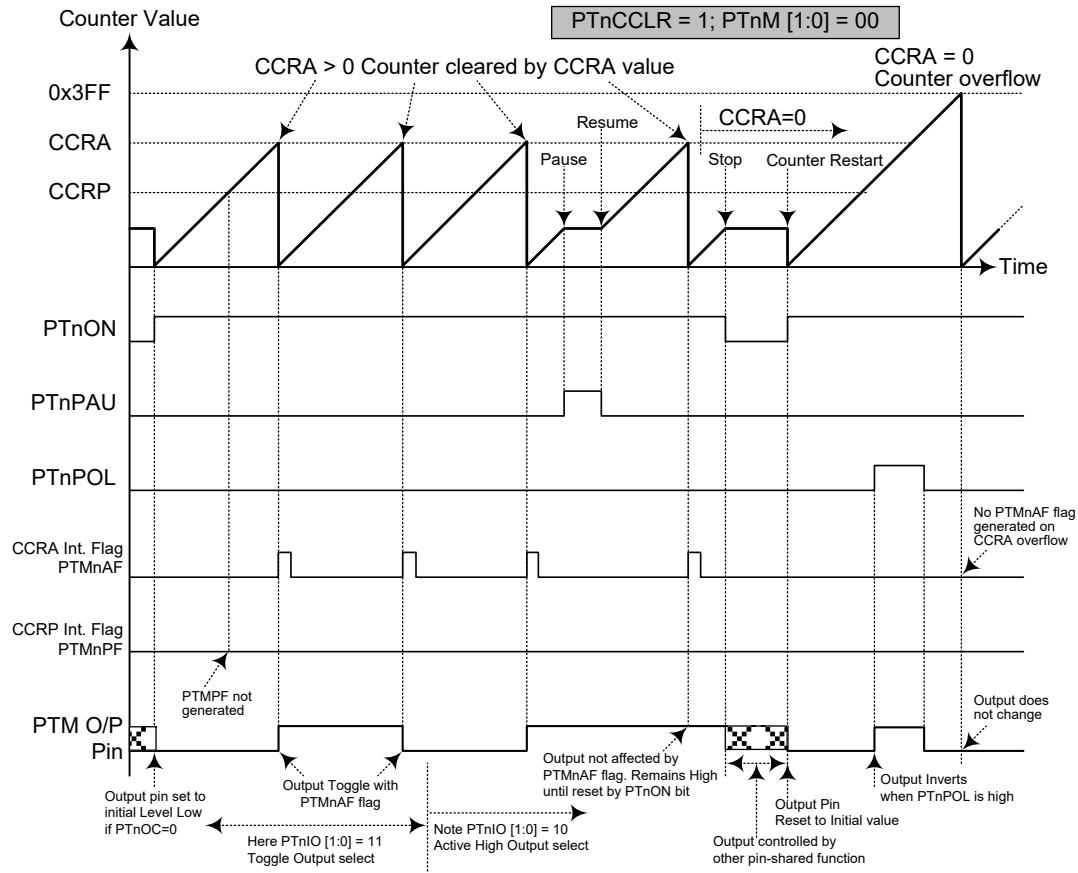 Counter Value
PTnCCLR = 1; PTnM [1:0] = 00
CCRA > 0 Counter cleared by CCRA value
CCRA = 0
Counter overflow
0x3FF
CCRA
CCRP
Resume
CCRA=0
Pause
Stop
Counter Restart
Time
PTnON
PTnPAU
PTnPOL
No PTMnAF flag
generated on
CCRA overflow
CCRA Int. Flag
PTMnAF
CCRP Int. Flag
PTMnPF
PTMPF not
generated
Output does
not change
PTM O/P
Pin
Output pin set to
initial Level Low
if PTnOC=0
Output Toggle with
PTMnAF flag
Here PTnIO [1:0] = 11
Toggle Output select
Output not affected by
PTMnAF flag. Remains High
until reset by PTnON bit
Note PTnIO [1:0] = 10
Active High Output select
Output Pin
Reset to Initial value
Output controlled by
other pin-shared function
Output Inverts
when PTnPOL is high